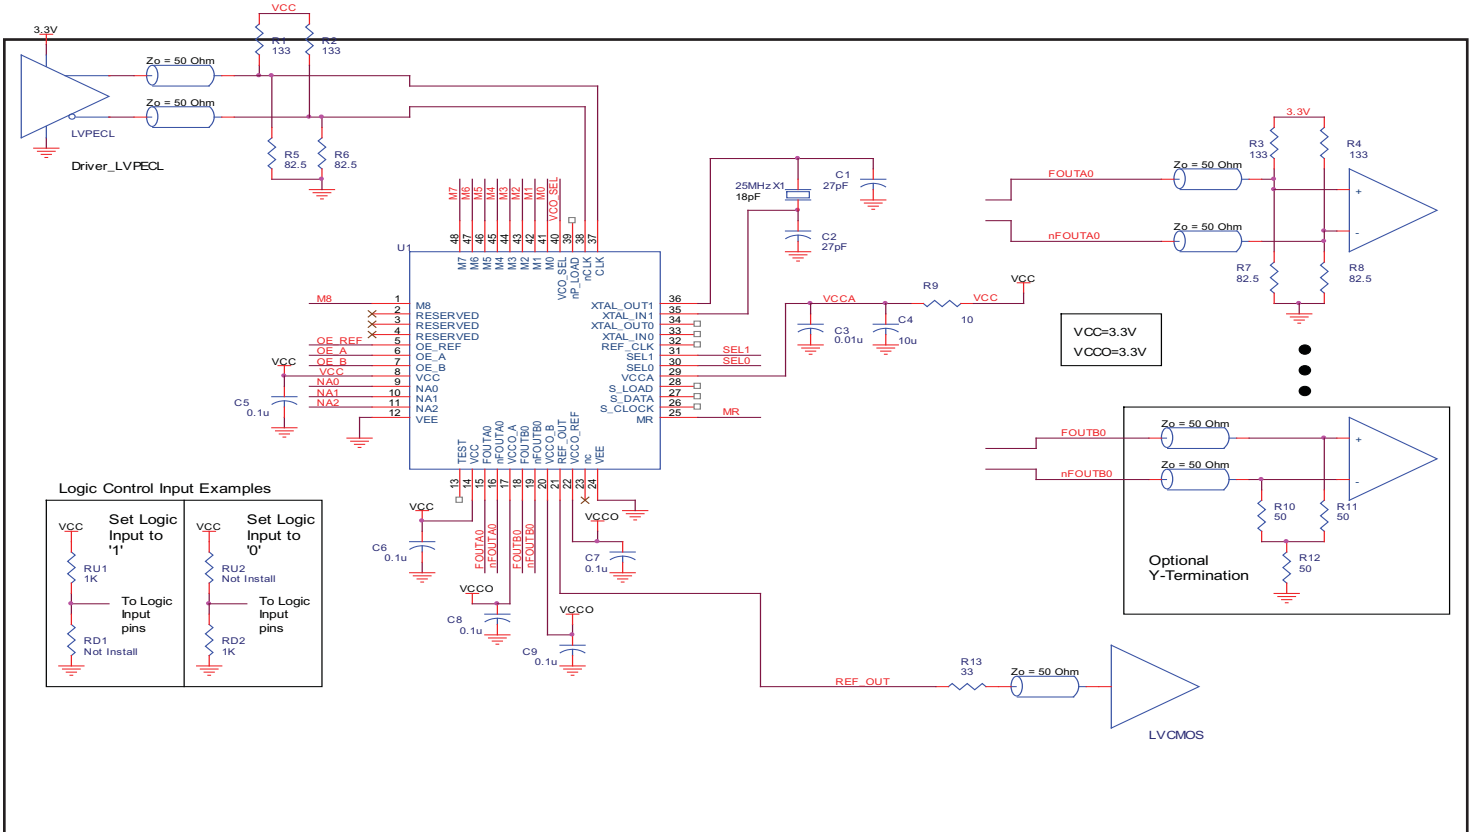 VCC
3.3V
R1
133
R2
133
Zo = 50 Ohm
Zo = 50 Ohm
LVPECL
Driver_LVPECL
R5
82.5
R6
82.5
M7
M6
M5
M4
M3
M2
M1
M0
VCO_SEL
48
47
46
45
44
43
42
41
40
39
38
37
U1
M7
M6
M5
M4
M3
M2
M1
M0
VCO_SEL
nP_LOAD
nCLK
CLK
M8
OE_REF
OE_A
OE_B
VCC
NA0
NA1
NA2
1
2
3
4
5
6
7
8
9
10
11
12
M8
RESERVED
RESERVED
RESERVED
OE_REF
OE_A
OE_B
VCC
NA0
NA1
NA2
VEE
VCC
C5
0.1u
XTAL_OUT1
XTAL_IN1
XTAL_OUT0
XTAL_IN0
REF_CLK
SEL1
SEL0
VCCA
S_LOAD
S_DATA
S_CLOCK
MR
36
35
34
33
32
31
30
29
28
27
26
25
SEL1
SEL0
MR
TEST
VCC
FOUTA0
nFOUTA0
VCCO_A
FOUTB0
nFOUTB0
VCCO_B
REF_OUT
VCCO_REF
nc
VEE
13
14
15
16
17
18
19
20
21
22
23
24
FOUTA0
nFOUTA0
FOUTB0
nFOUTB0
25MHz X1
18pF
C1
27pF
C2
27pF
VCCA
R9
10
VCC
VCC
C3
0.01u
C4
10u
3.3V
R3
133
R4
133
FOUTA0
Zo = 50 Ohm
nFOUTA0
Zo = 50 Ohm
+
-
R7
82.5
R8
82.5
VCC=3.3V
VCCO=3.3V
FOUTB0
Zo = 50 Ohm
nFOUTB0
Zo = 50 Ohm
+
-
R10
50
R11
50
R12
50
Optional
Y-Termination
VCC
C6
0.1u
VCCO
C7
0.1u
VCCO
C8
0.1u
VCCO
C9
0.1u
Logic Control Input Examples
VCC
Set Logic
Input to
'1'
RU1
1K
To Logic
Input
pins
RD1
Not Install
VCC
Set Logic
Input to
'0'
RU2
Not Install
To Logic
Input
pins
RD2
1K
REF_OUT
R13
33
Zo = 50 Ohm
LVCMOS